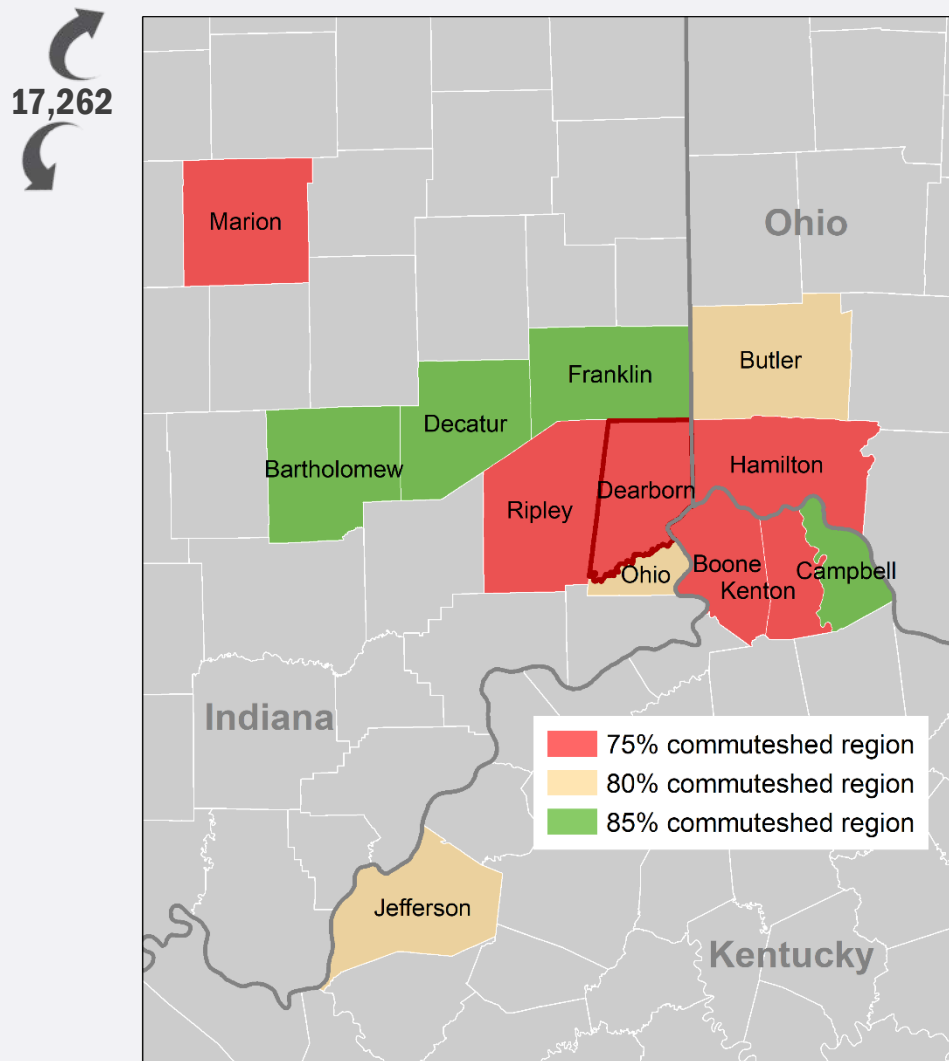 17,262
Marion
Ohio
Butler
Franklin
Decatur
Hamilton
Bartholomew
Dearborn
Ripley
Boone
Campbell
Ohio
Kenton
Indiana
75% commuteshed region
80% commuteshed region
85% commuteshed region
Jefferson
Kentucky